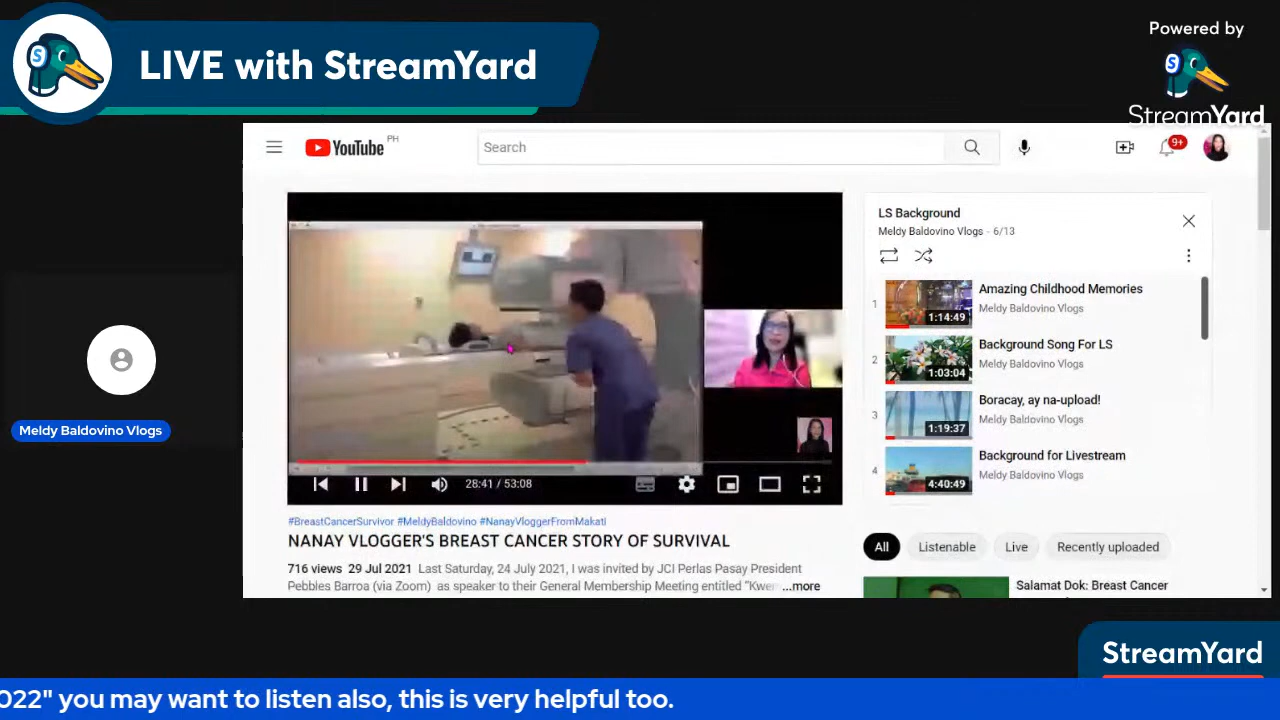 LIVE with StreamYard
Powered by
StreamYard
YouTube PH
Search
9+
LS Background
Meldy Baldovino Vlogs - 6/13
1
Amazing Childhood Memories
Meldy Baldovino Vlogs
1:14:49
2
Background Song For LS
Meldy Baldovino Vlogs
1:03:04
3
Boracay, ay na-upload!
Meldy Baldovino Vlogs
1:19:37
4
Background for Livestream
Meldy Baldovino Vlogs
4:40:49
28:41 / 53:08
Meldy Baldovino Vlogs
#BreastCancerSurvivor #MeldyBaldovino #NanayVloggerFromMakati
NANAY VLOGGER'S BREAST CANCER STORY OF SURVIVAL
716 views 29 Jul 2021 Last Saturday, 24 July 2021, I was invited by JCI Perlas Pasay President
Pebbles Barroa (via Zoom) as speaker to their General Membership Meeting entitled "Kwen ...more
All
Listenable
Live
Recently uploaded
Salamat Dok: Breast Cancer
StreamYard
022" you may want to listen also, this is very helpful too.